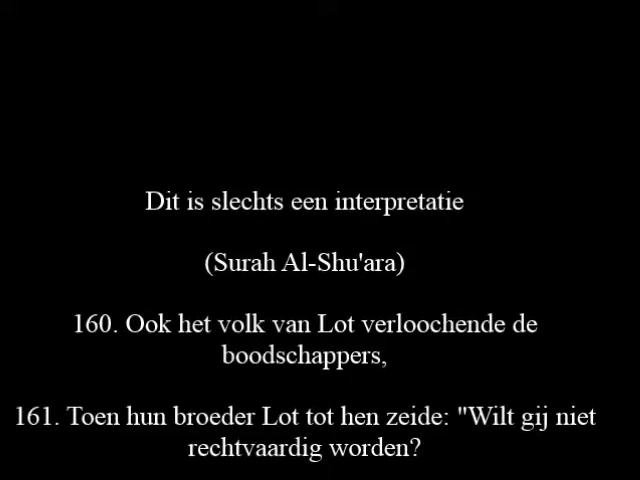 Dit is slechts een interpretatie
(Surah Al-Shu'ara)
160. Ook het volk van Lot verloochende de
boodschappers,
161. Toen hun broeder Lot tot hen zeide: "Wilt gij niet
rechtvaardig worden?